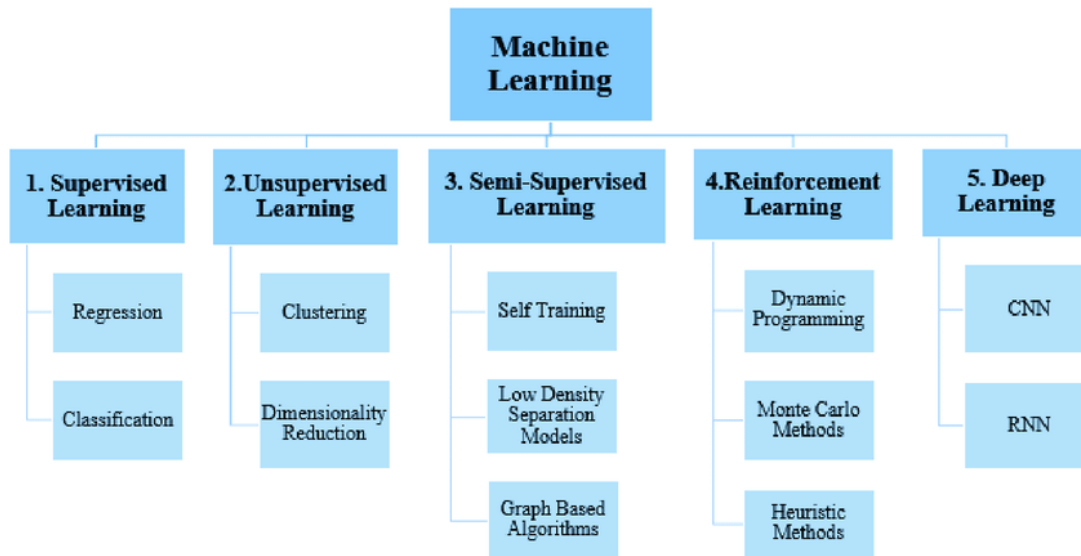 Machine
Learning
1. Supervised
Learning
Regression
Classification
2.Unsupervised
Learning
Clustering
Dimensionality
Reduction
3. Semi-Supervised
Learning
Self Training
Low Density
Separation
Models
Graph Based
Algorithms
4.Reinforcement
Learning
Dynamic
Programming
Monte Carlo
Methods
Heuristic
Methods
5. Deep
Learning
CNN
RNN